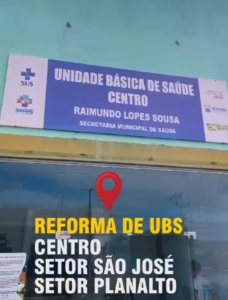 SUS
UNIDADE BÁSICA DE SAÚDE
CENTRO
RAIMUNDO LOPES SOUSA
SECRETARIA MUNICIPAL DE SAÚDE
REFORMA DE UBS
CENTRO
SETOR SÃO JOSÉ
SETOR PLANALTO